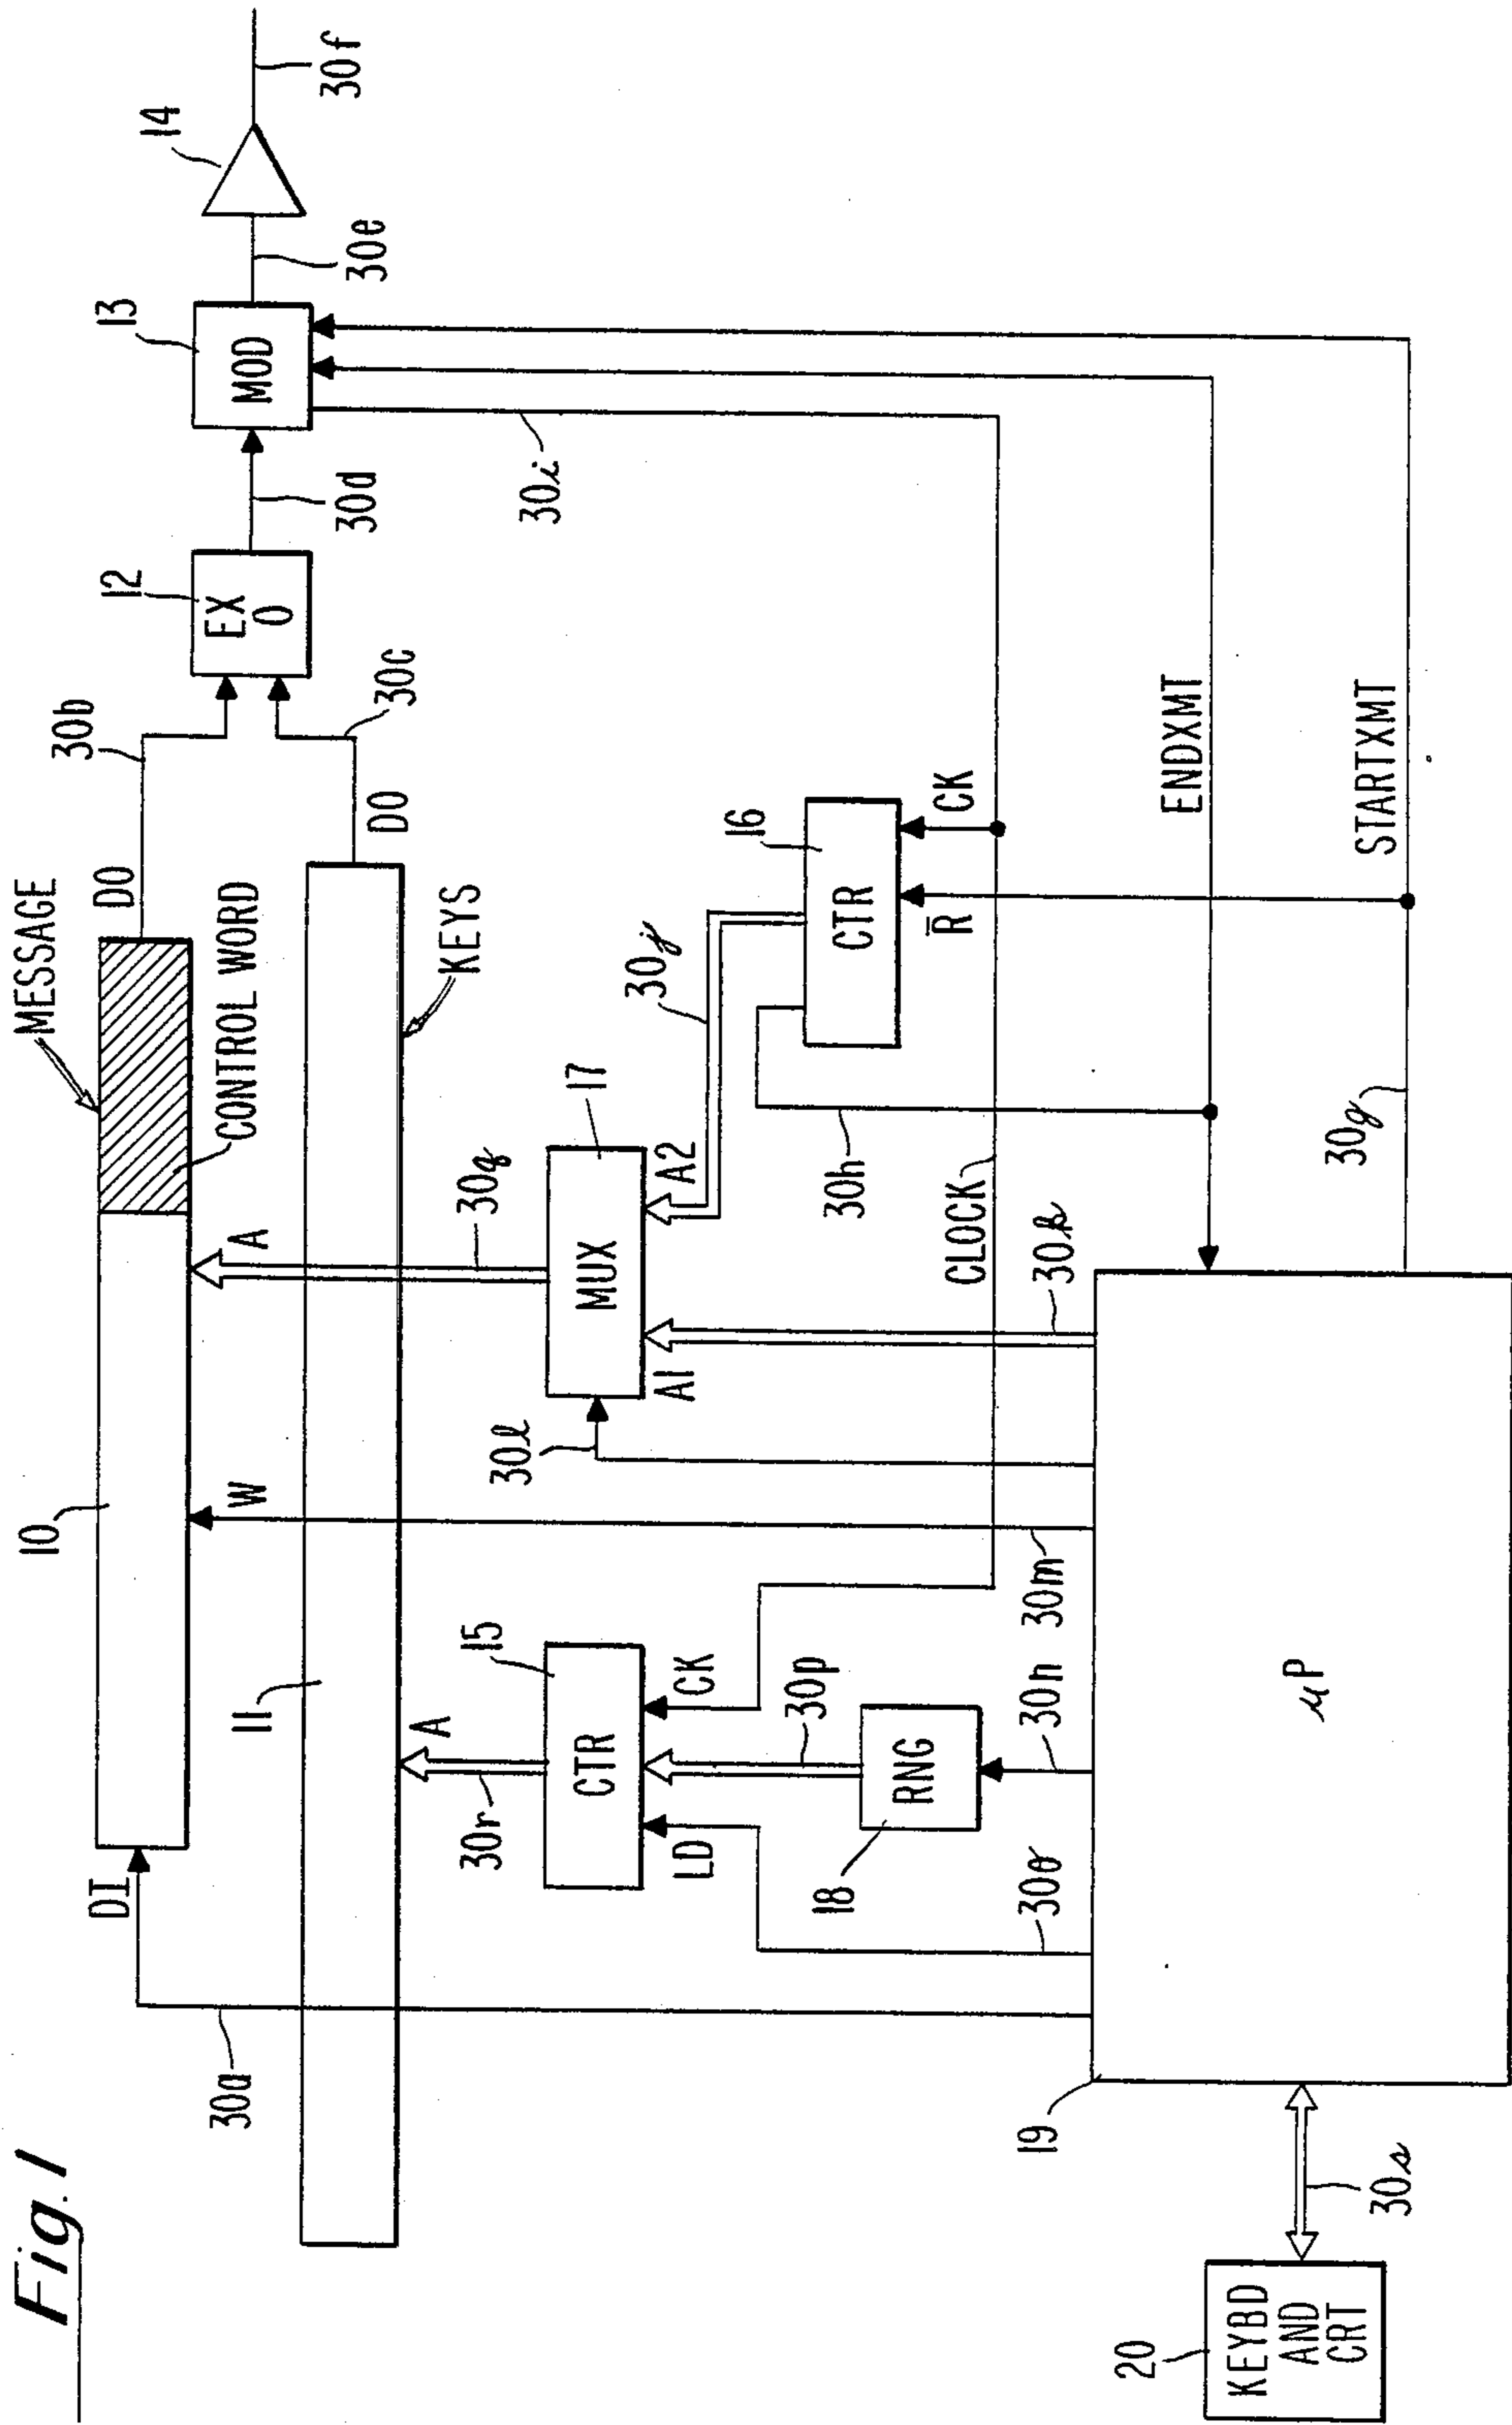 Fig. 1
MESSAGE
10
DI
DO
30b
CONTROL WORD
W
A
11
DO
30c
KEYS
12
EX
O
30d
13
MOD
30e
14
30f
30a
30r
A
15
CTR
LD
CK
30p
18
RNG
30n
30o
30l
30q
17
MUX
A1
A2
30j
16
CTR
R̅
CK
30i
30h
CLOCK
30k
30m
ENDXMT
STARTXMT
30g
19
μP
20
KEYBD
AND
CRT
30s